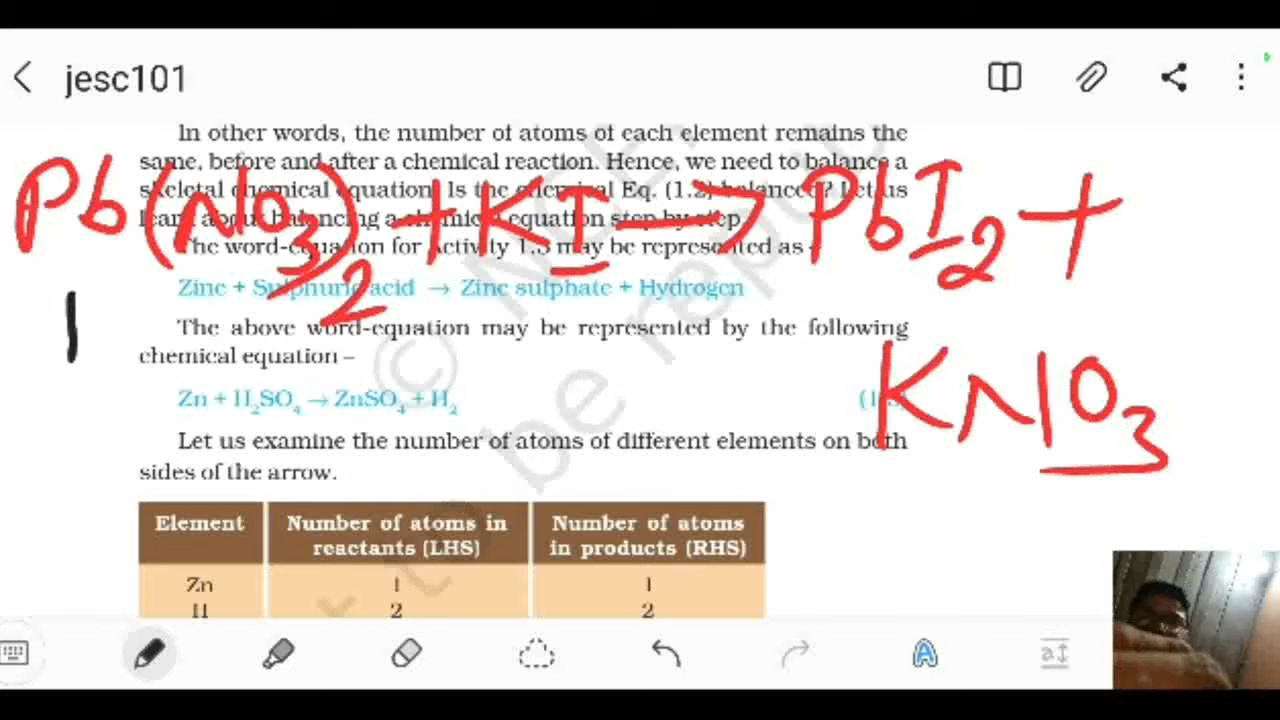 jesc101
In other words, the number of atoms of each element remains the
same, before and after a chemical reaction. Hence, we need to balance a
skeletal chemical equation. Is the chemical Eq. (1.2) balanced? Let us
learn about balancing a chemical equation step by step.
The word-equation for Activity 1.3 may be represented as –
Pb(NO3)2 + KI → PbI2 +
KNO3
Zinc + Sulphuric acid → Zinc sulphate + Hydrogen
1
The above word-equation may be represented by the following
chemical equation –
Zn + H₂SO₄ → ZnSO₄ + H₂
Let us examine the number of atoms of different elements on both
sides of the arrow.
Element Number of atoms in reactants (LHS) Number of atoms in products (RHS)
Zn 1 1
H 2 2
© NCERT
not to be republished